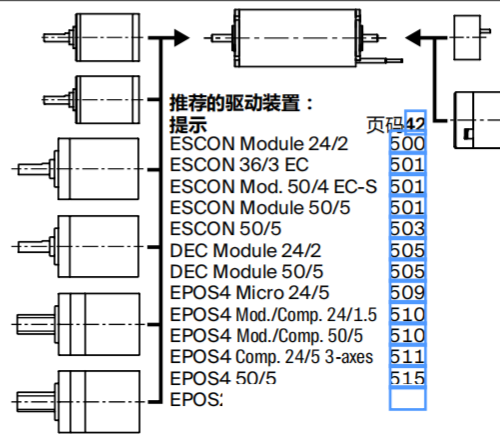 推荐的驱动装置：
提示 页码42
ESCON Module 24/2 500
ESCON 36/3 EC 501
ESCON Mod. 50/4 EC-S 501
ESCON Module 50/5 501
ESCON 50/5 503
DEC Module 24/2 505
DEC Module 50/5 505
EPOS4 Micro 24/5 509
EPOS4 Mod./Comp. 24/1.5 510
EPOS4 Mod./Comp. 50/5 510
EPOS4 Comp. 24/5 3-axes 511
EPOS4 50/5 515